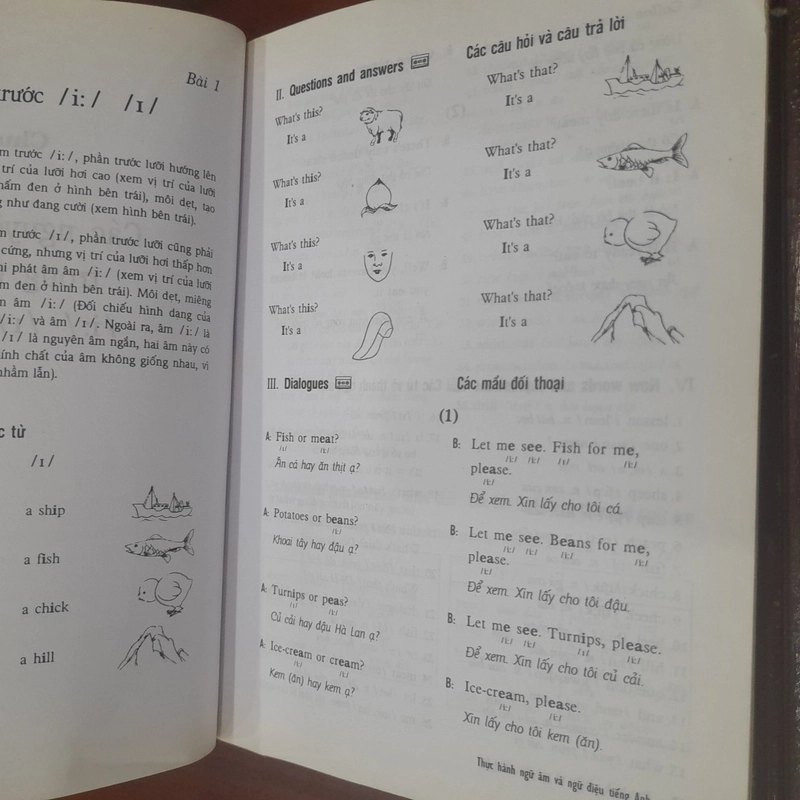 Bài 1
trước /i:/ /ɪ/
trước /i:/, phần trước lưỡi hướng lên
trí của lưỡi hơi cao (xem vị trí của lưỡi
chấm đen ở hình bên trái), môi dẹt, tạo
như đang cười (xem hình bên trái).
trước /ɪ/, phần trước lưỡi cũng phải
cứng, nhưng vị trí của lưỡi hơi thấp hơn
phát âm âm /i:/ (xem vị trí của lưỡi
đen ở hình bên trái). Môi dẹt, miệng
âm /i:/ (Đối chiếu hình dạng của
/i:/ và âm /ɪ/. Ngoài ra, âm /i:/ là
/ɪ/ là nguyên âm ngắn, hai âm này có
tính chất của âm không giống nhau, vì
nhầm lẫn).
từ
/ɪ/
a ship
a fish
a chick
a hill
II. Questions and answers
What's this?
It's a
What's this?
It's a
What's this?
It's a
What's this?
It's a
Các câu hỏi và câu trả lời
What's that?
It's a
What's that?
It's a
What's that?
It's a
What's that?
It's a
III. Dialogues
Các mẩu đối thoại
(1)
A: Fish or meat?
/ɪ/ /i:/
Ăn cá hay ăn thịt ạ?
B: Let me see. Fish for me,
/i:/ /i:/ /ɪ/ /i:/
please.
/i:/
Để xem. Xin lấy cho tôi cá.
A: Potatoes or beans?
/i:/
Khoai tây hay đậu ạ?
B: Let me see. Beans for me,
/i:/ /i:/ /i:/ /i:/
please.
/i:/
Để xem. Xin lấy cho tôi đậu.
A: Turnips or peas?
/ɪ/ /i:/
Củ cải hay đậu Hà Lan ạ?
B: Let me see. Turnips, please.
/i:/ /i:/ /ɪ/ /i:/
Để xem. Xin lấy cho tôi củ cải.
A: Ice-cream or cream?
/i:/ /i:/
Kem (ăn) hay kem ạ?
B: Ice-cream, please.
/i:/ /i:/
Xin lấy cho tôi kem (ăn).
Thực hành ngữ âm và ngữ điệu tiếng Anh